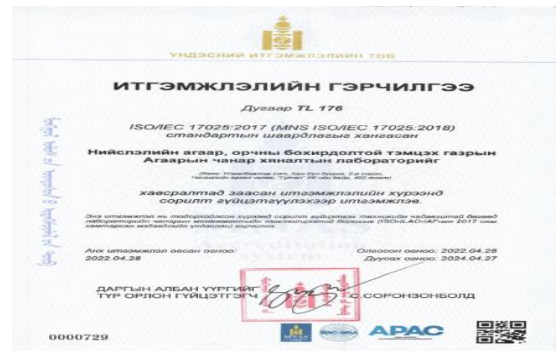 ҮНДЭСНИЙ ИТГЭМЖЛЭЛИЙН ТӨВ
ИТГЭМЖЛЭЛИЙН ГЭРЧИЛГЭЭ
Дугаар TL 176
ISO/IEC 17025:2017 (MNS ISO/IEC 17025:2018)
стандартын шаардлагыг хангасан
Нийслэлийн агаар, орчны бохирдолтой тэмцэх газрын
Агаарын чанар хяналтын лабораторийг
хавсралтад заасан итгэмжлэлийн хүрээнд
сорилт гүйцэтгүүлэхээр итгэмжлэв.
Анх итгэмжлэл авсан огноо:
2022.04.28
Олгосон огноо: 2022.04.28
Дуусах огноо: 2024.04.27
ДАРГЫН АЛБАН ҮҮРГИЙГ
ТҮР ОРЛОН ГҮЙЦЭТГЭГЧ
С.СОРОНЗОНБОЛД
0000729
MNAS
APAC